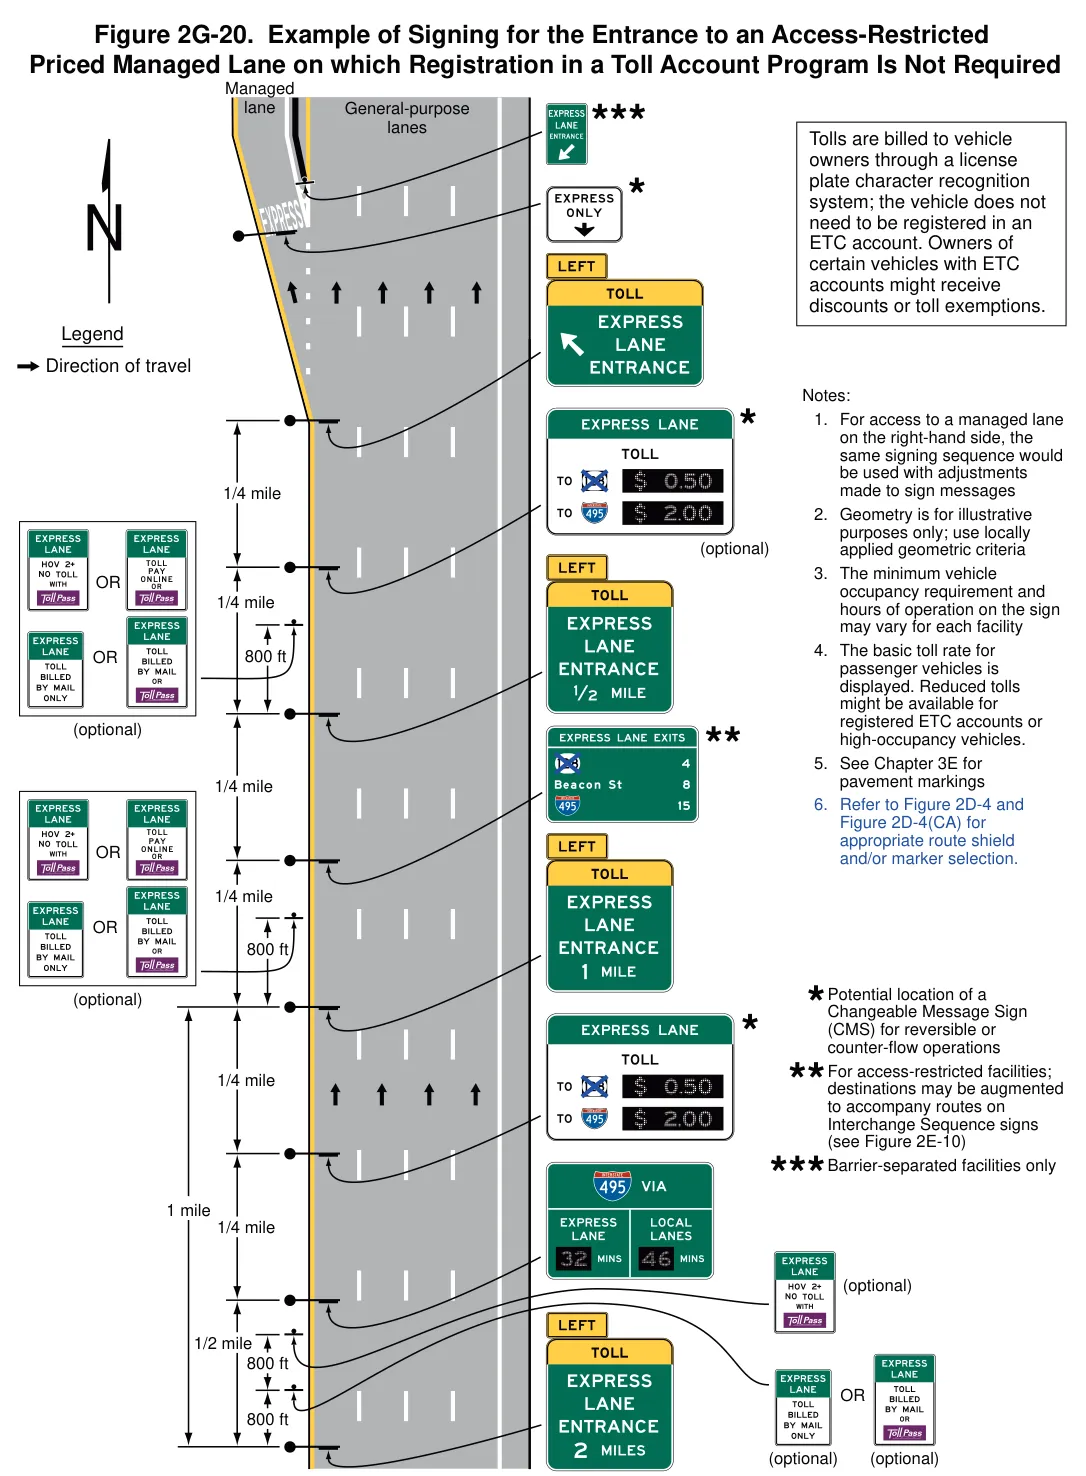 Figure 2G-20.  Example of Signing for the Entrance to an Access-Restricted
Priced Managed Lane on which Registration in a Toll Account Program Is Not Required
Managed
lane
General-purpose
lanes
N
Legend
Direction of travel
EXPRESS
EXPRESS
LANE
ENTRANCE
***
EXPRESS
ONLY
*
LEFT
TOLL
EXPRESS
LANE
ENTRANCE
EXPRESS LANE
*
TOLL
TO $ 0.50
TO 495 $ 2.00
(optional)
LEFT
TOLL
EXPRESS
LANE
ENTRANCE
1/2 MILE
EXPRESS LANE EXITS
**
4
Beacon St 8
495 15
LEFT
TOLL
EXPRESS
LANE
ENTRANCE
1 MILE
EXPRESS LANE
*
TOLL
TO $ 0.50
TO 495 $ 2.00
INTERSTATE
495 VIA
EXPRESS
LANE
32 MINS
LOCAL
LANES
46 MINS
LEFT
TOLL
EXPRESS
LANE
ENTRANCE
2 MILES
1/4 mile
1/4 mile
800 ft
1/4 mile
1/4 mile
800 ft
1/4 mile
1 mile
1/4 mile
1/2 mile
800 ft
800 ft
EXPRESS
LANE
HOV 2+
NO TOLL
WITH
Toll Pass
OR
EXPRESS
LANE
TOLL
PAY
ONLINE
OR
Toll Pass
EXPRESS
LANE
TOLL
BILLED
BY MAIL
ONLY
OR
EXPRESS
LANE
TOLL
BILLED
BY MAIL
OR
Toll Pass
(optional)
EXPRESS
LANE
HOV 2+
NO TOLL
WITH
Toll Pass
OR
EXPRESS
LANE
TOLL
PAY
ONLINE
OR
Toll Pass
EXPRESS
LANE
TOLL
BILLED
BY MAIL
ONLY
OR
EXPRESS
LANE
TOLL
BILLED
BY MAIL
OR
Toll Pass
(optional)
Tolls are billed to vehicle
owners through a license
plate character recognition
system; the vehicle does not
need to be registered in an
ETC account. Owners of
certain vehicles with ETC
accounts might receive
discounts or toll exemptions.
Notes:
1. For access to a managed lane
on the right-hand side, the
same signing sequence would
be used with adjustments
made to sign messages
2. Geometry is for illustrative
purposes only; use locally
applied geometric criteria
3. The minimum vehicle
occupancy requirement and
hours of operation on the sign
may vary for each facility
4. The basic toll rate for
passenger vehicles is
displayed. Reduced tolls
might be available for
registered ETC accounts or
high-occupancy vehicles.
5. See Chapter 3E for
pavement markings
6. Refer to Figure 2D-4 and
Figure 2D-4(CA) for
appropriate route shield
and/or marker selection.
* Potential location of a
Changeable Message Sign
(CMS) for reversible or
counter-flow operations
** For access-restricted facilities;
destinations may be augmented
to accompany routes on
Interchange Sequence signs
(see Figure 2E-10)
*** Barrier-separated facilities only
EXPRESS
LANE
HOV 2+
NO TOLL
WITH
Toll Pass
(optional)
EXPRESS
LANE
TOLL
BILLED
BY MAIL
ONLY
(optional)
OR
EXPRESS
LANE
TOLL
BILLED
BY MAIL
OR
Toll Pass
(optional)